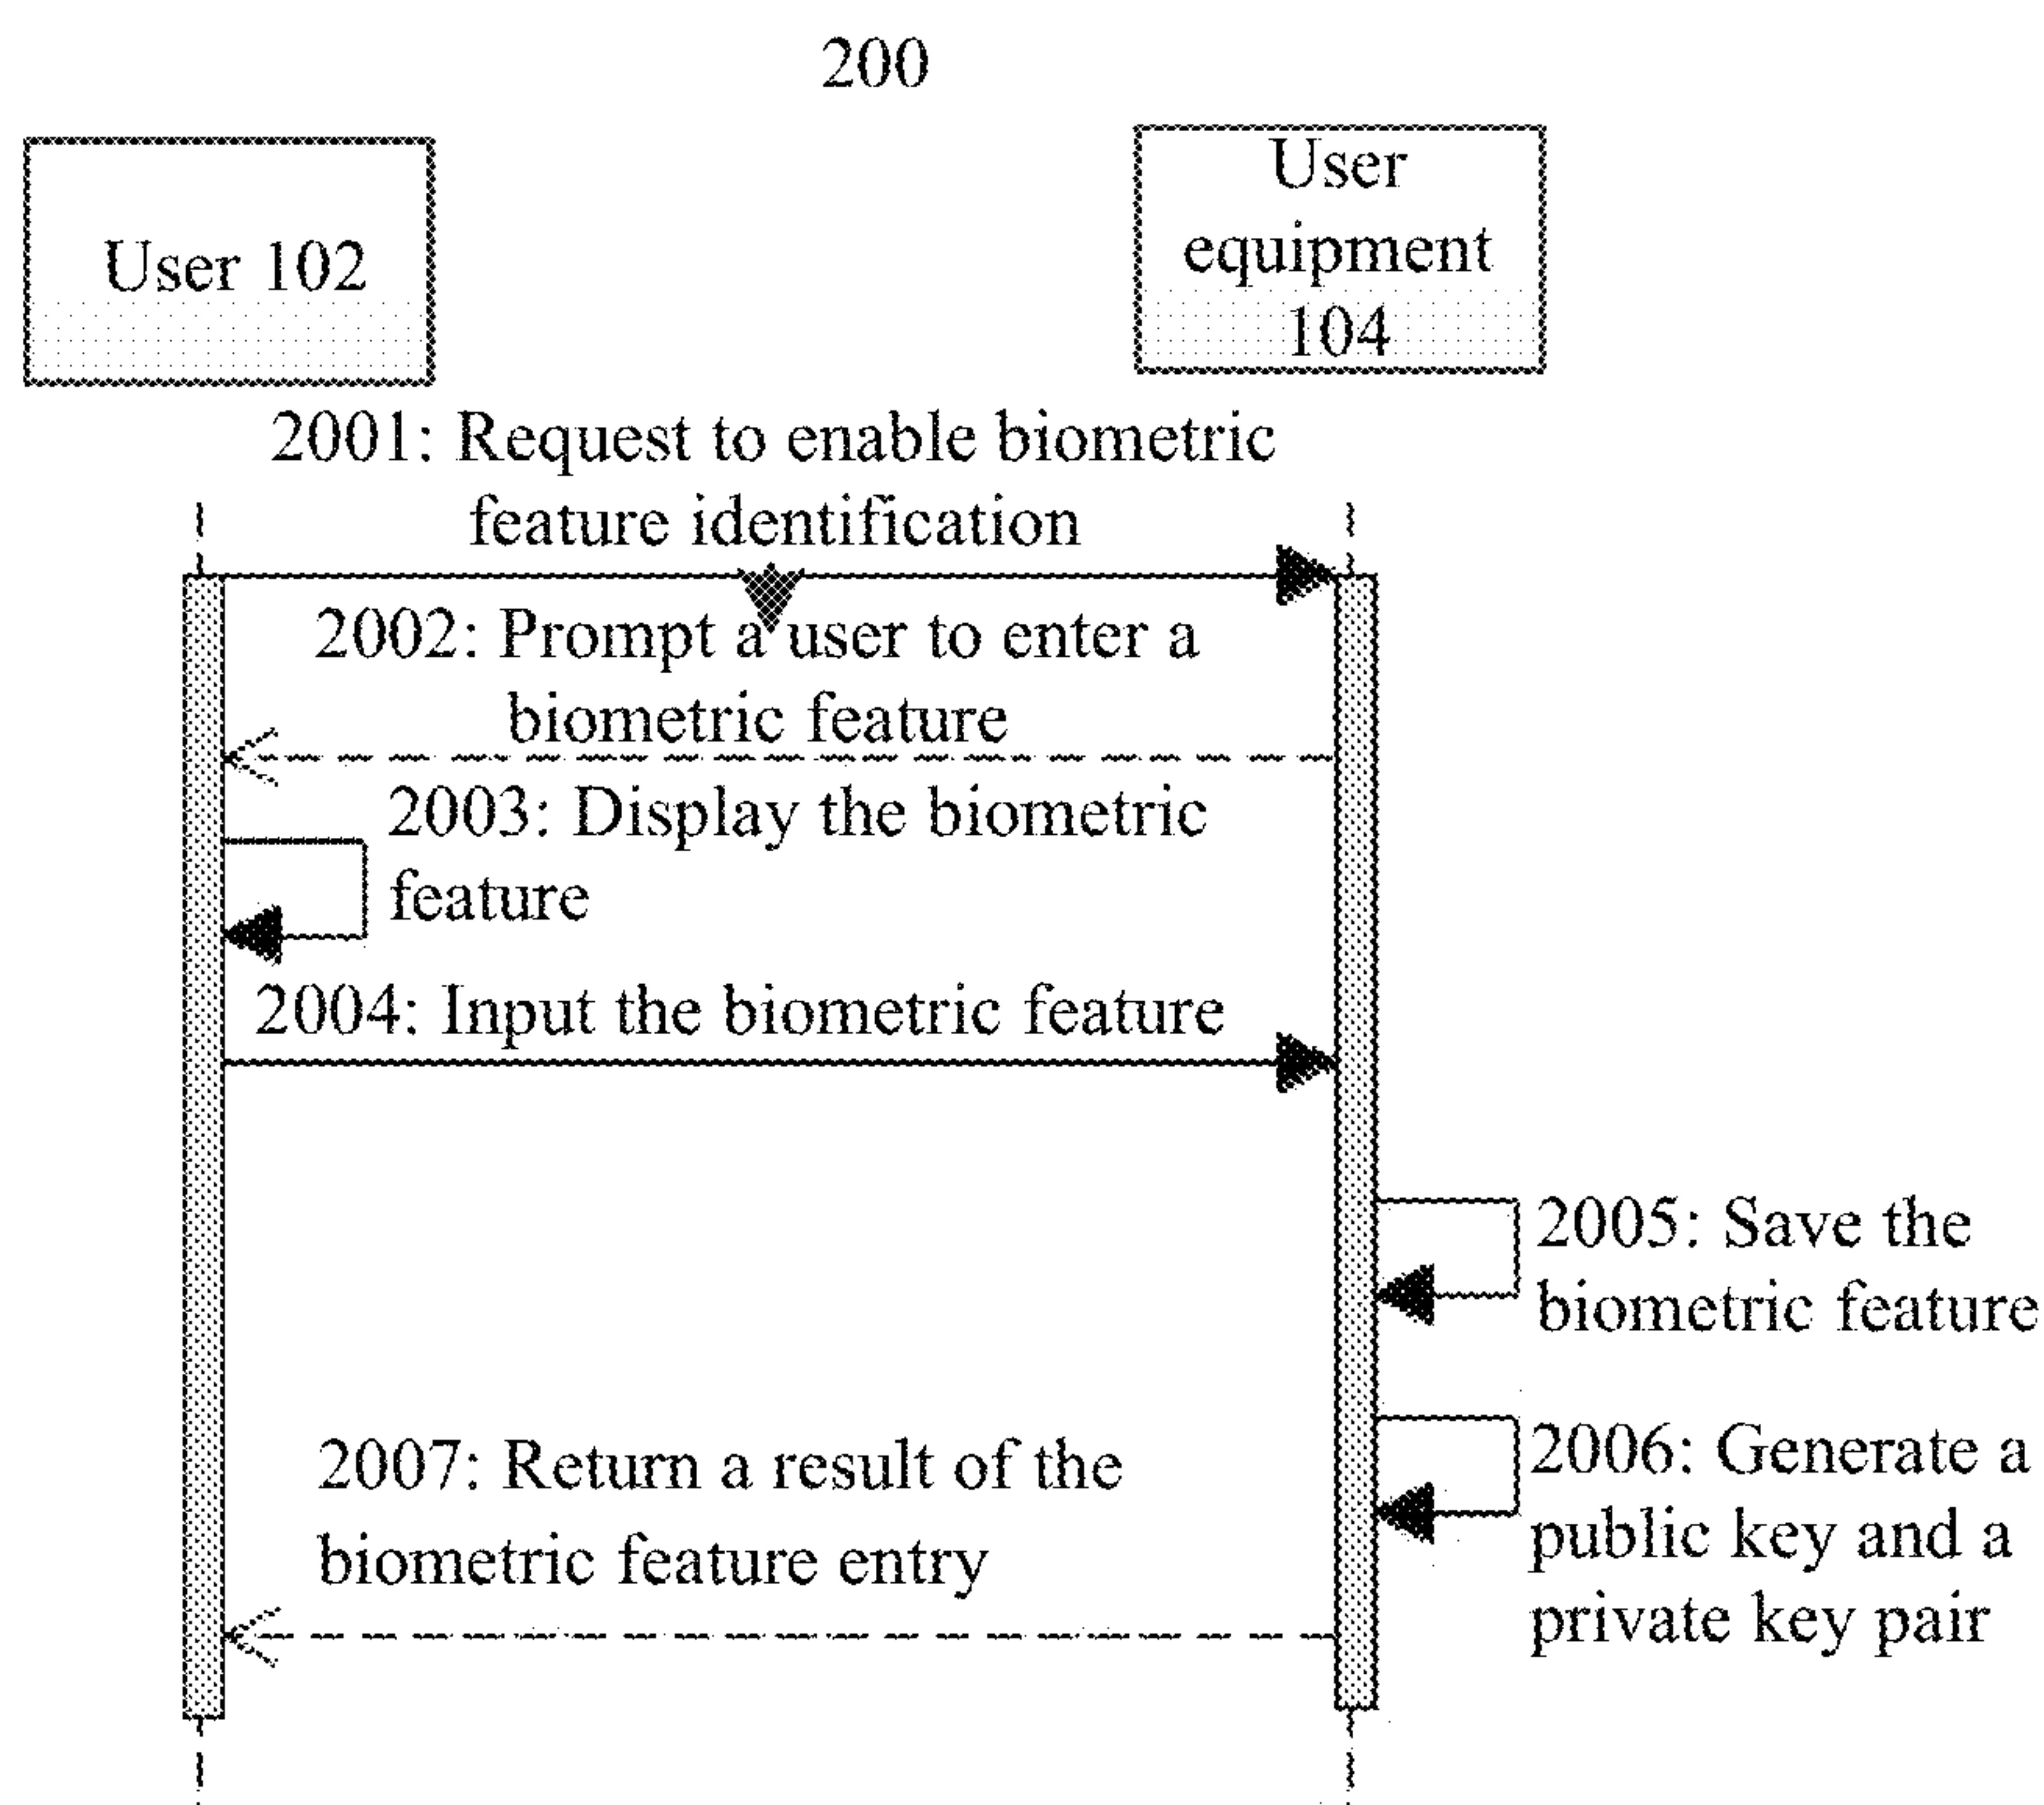 200
User 102
User
equipment
104
2001: Request to enable biometric
feature identification
2002: Prompt a user to enter a
biometric feature
2003: Display the biometric
feature
2004: Input the biometric feature
2005: Save the
biometric feature
2006: Generate a
public key and a
private key pair
2007: Return a result of the
biometric feature entry